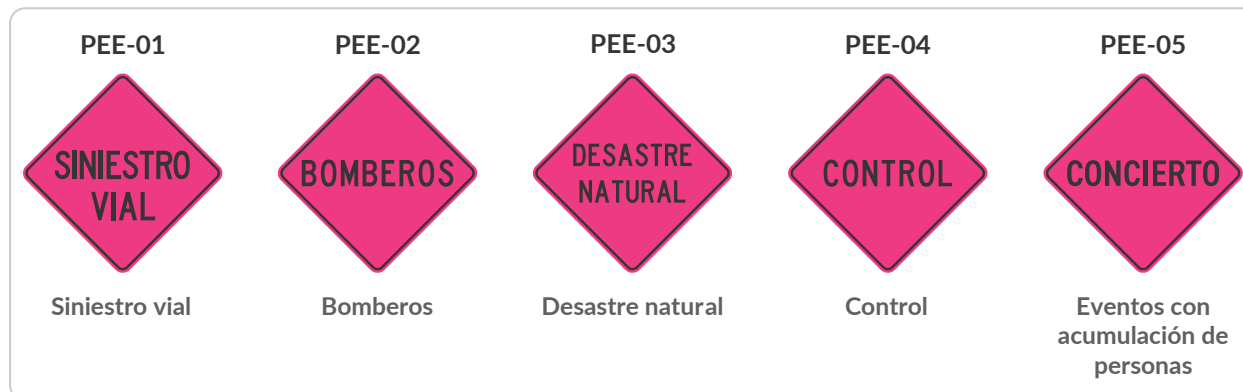 PEE-01
PEE-02
PEE-03
PEE-04
PEE-05
SINIESTRO
VIAL
BOMBEROS
DESASTRE
NATURAL
CONTROL
CONCIERTO
Siniestro vial
Bomberos
Desastre natural
Control
Eventos con
acumulación de
personas